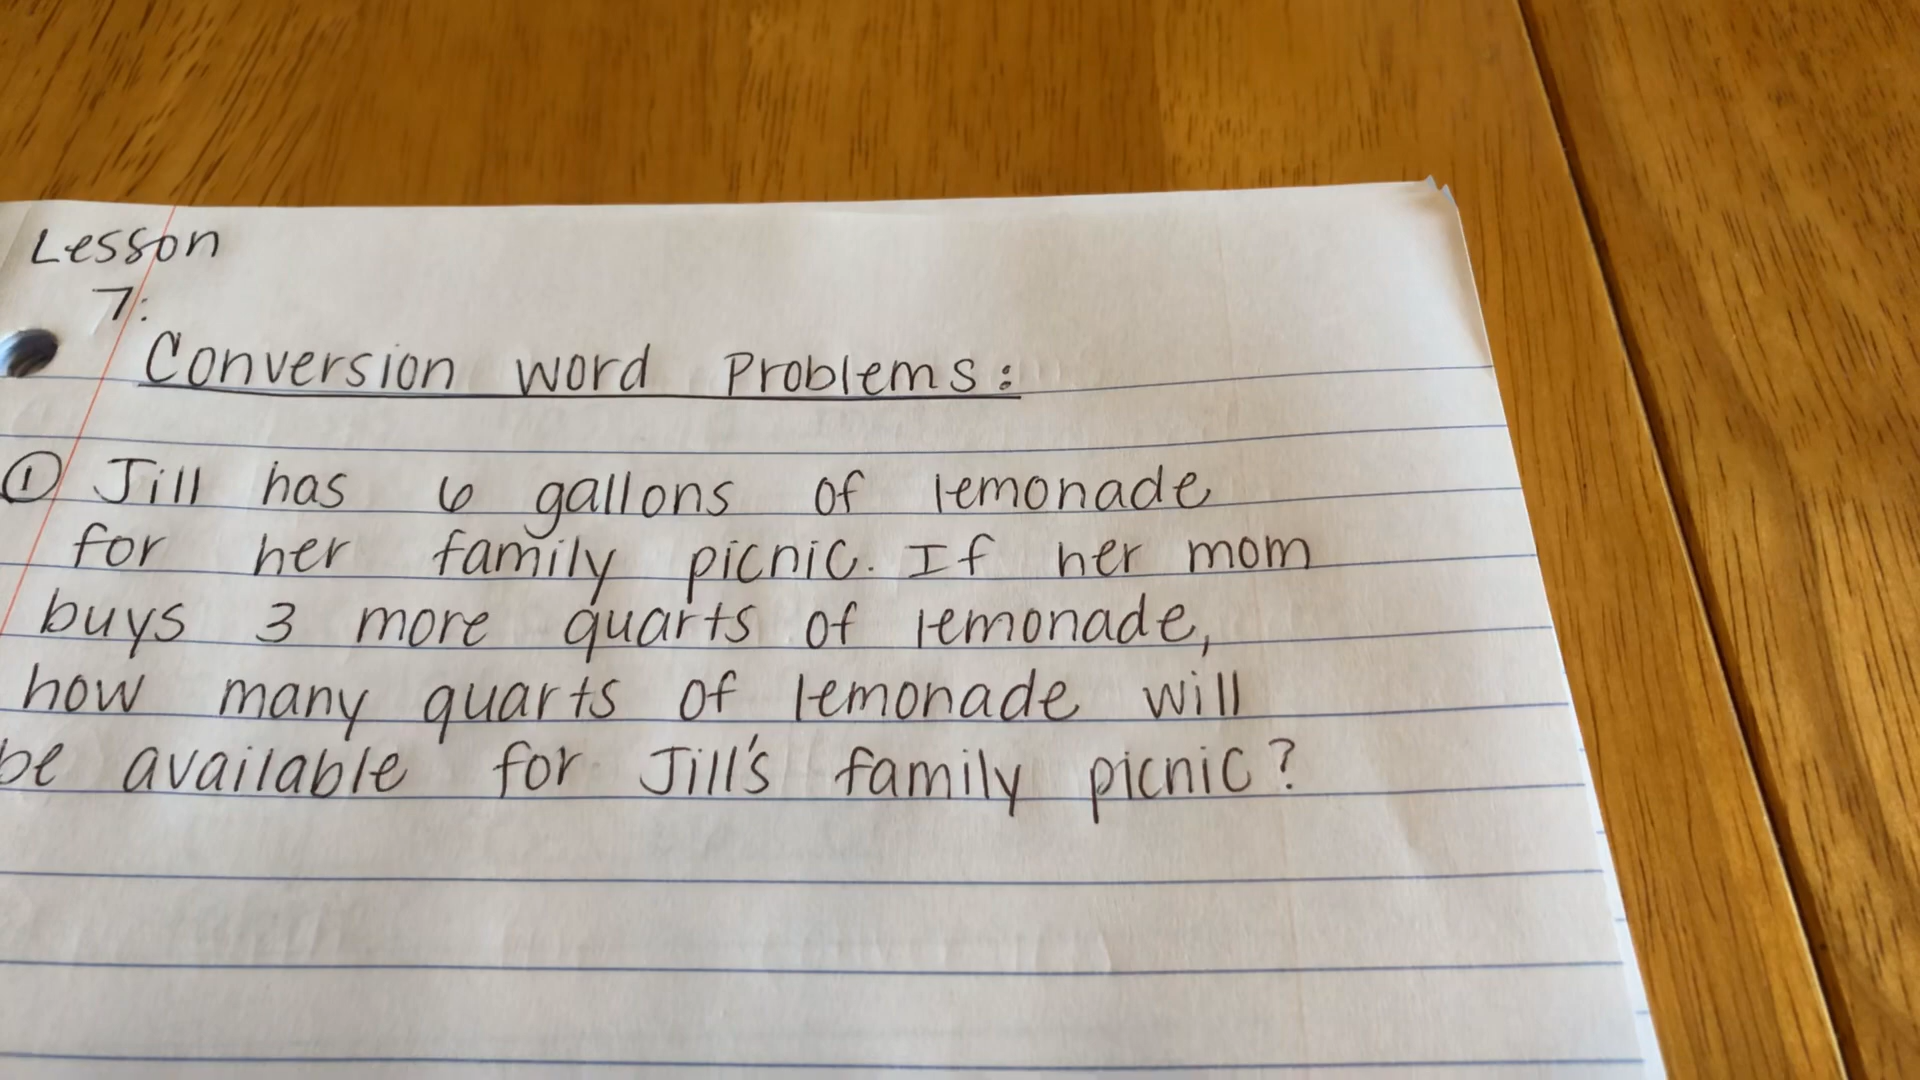 Lesson
7:
Conversion word Problems:
① Jill has 6 gallons of lemonade
for her family picnic. If her mom
buys 3 more quarts of lemonade,
how many quarts of lemonade will
be available for Jill's family picnic?